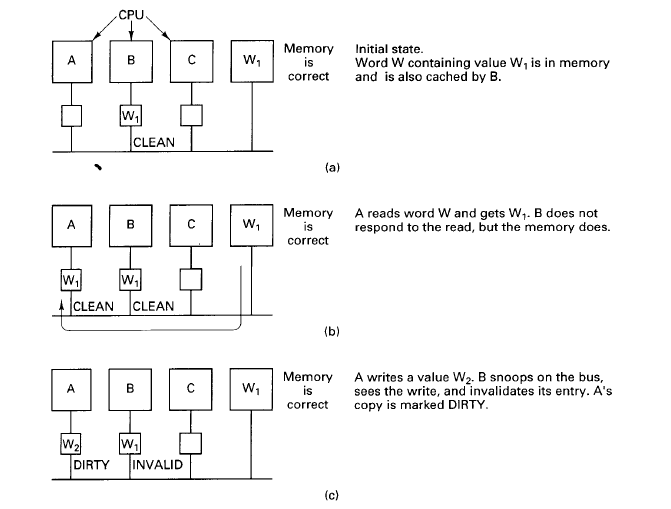 CPU
A B C W₁
Memory is correct
Initial state.
Word W containing value W₁ is in memory
and is also cached by B.
W₁
CLEAN
(a)
A B C W₁
Memory is correct
A reads word W and gets W₁. B does not
respond to the read, but the memory does.
W₁ W₁
CLEAN CLEAN
(b)
A B C W₁
Memory is correct
A writes a value W₂. B snoops on the bus,
sees the write, and invalidates its entry. A's
copy is marked DIRTY.
W₂ W₁
DIRTY INVALID
(c)